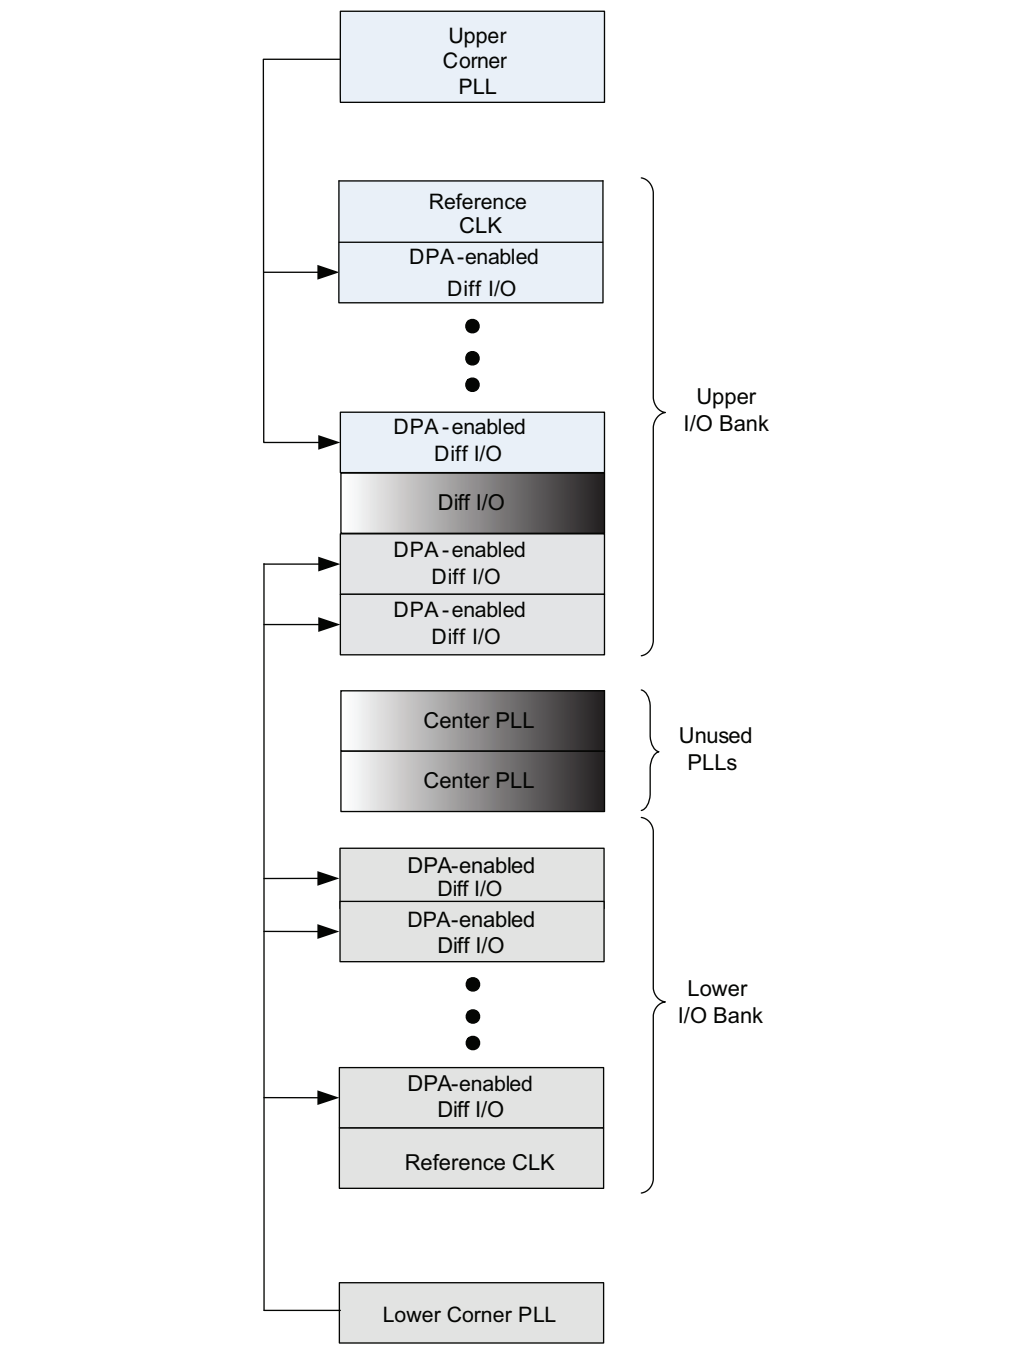 Upper
Corner
PLL
Reference
CLK
DPA-enabled
Diff I/O
DPA-enabled
Diff I/O
Diff I/O
DPA-enabled
Diff I/O
DPA-enabled
Diff I/O
Upper
I/O Bank
Center PLL
Center PLL
Unused
PLLs
DPA-enabled
Diff I/O
DPA-enabled
Diff I/O
DPA-enabled
Diff I/O
Reference CLK
Lower
I/O Bank
Lower Corner PLL